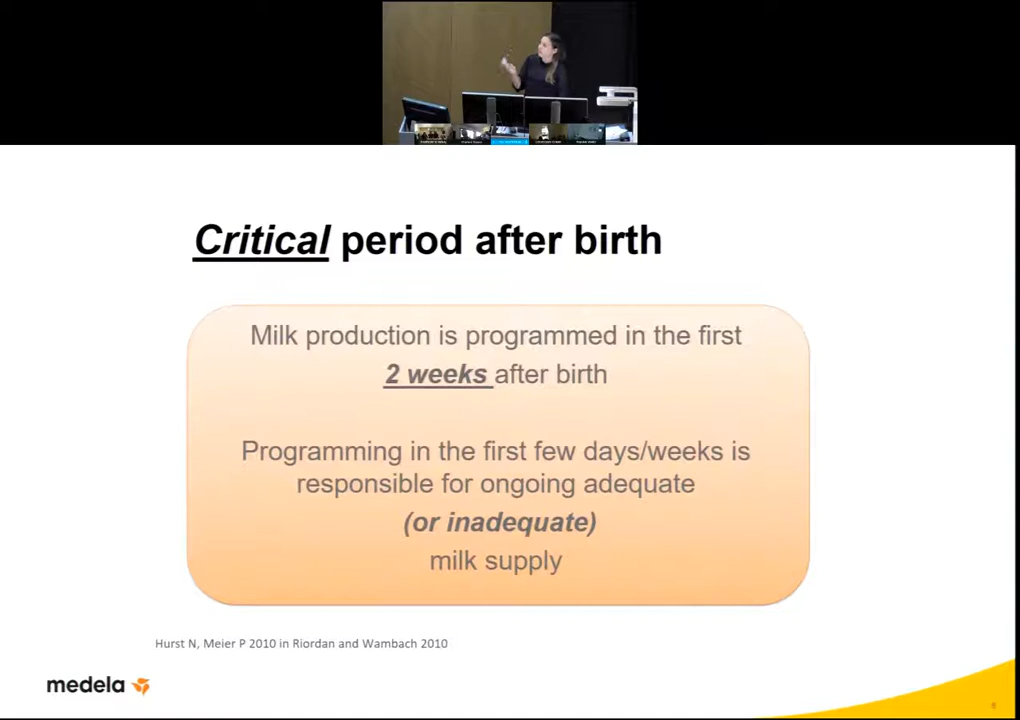 Critical period after birth
Milk production is programmed in the first
2 weeks after birth
Programming in the first few days/weeks is
responsible for ongoing adequate
(or inadequate)
milk supply
Hurst N, Meier P 2010 in Riordan and Wambach 2010
medela